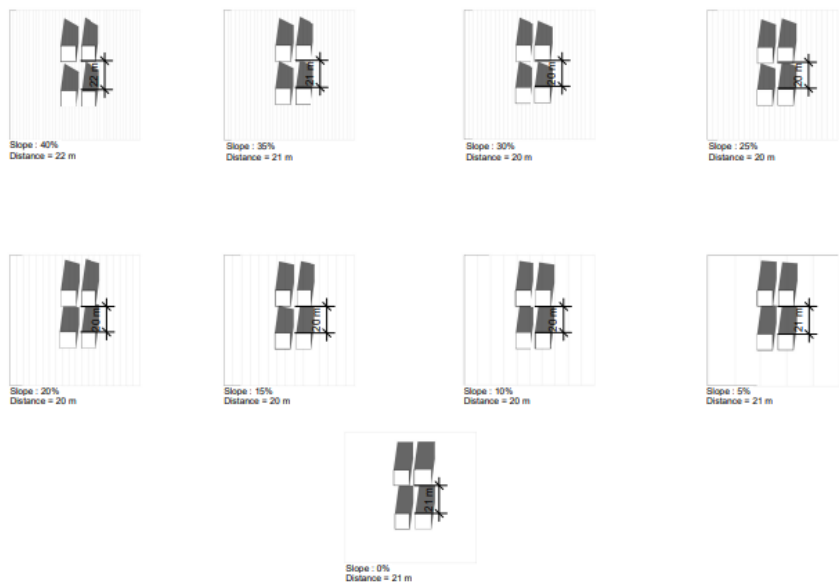 22 m
21 m
20 m
20 m
Slope : 40%
Distance = 22 m
Slope : 35%
Distance = 21 m
Slope : 30%
Distance = 20 m
Slope : 25%
Distance = 20 m
20 m
20 m
20 m
21 m
Slope : 20%
Distance = 20 m
Slope : 15%
Distance = 20 m
Slope : 10%
Distance = 20 m
Slope : 5%
Distance = 21 m
21 m
Slope : 0%
Distance = 21 m